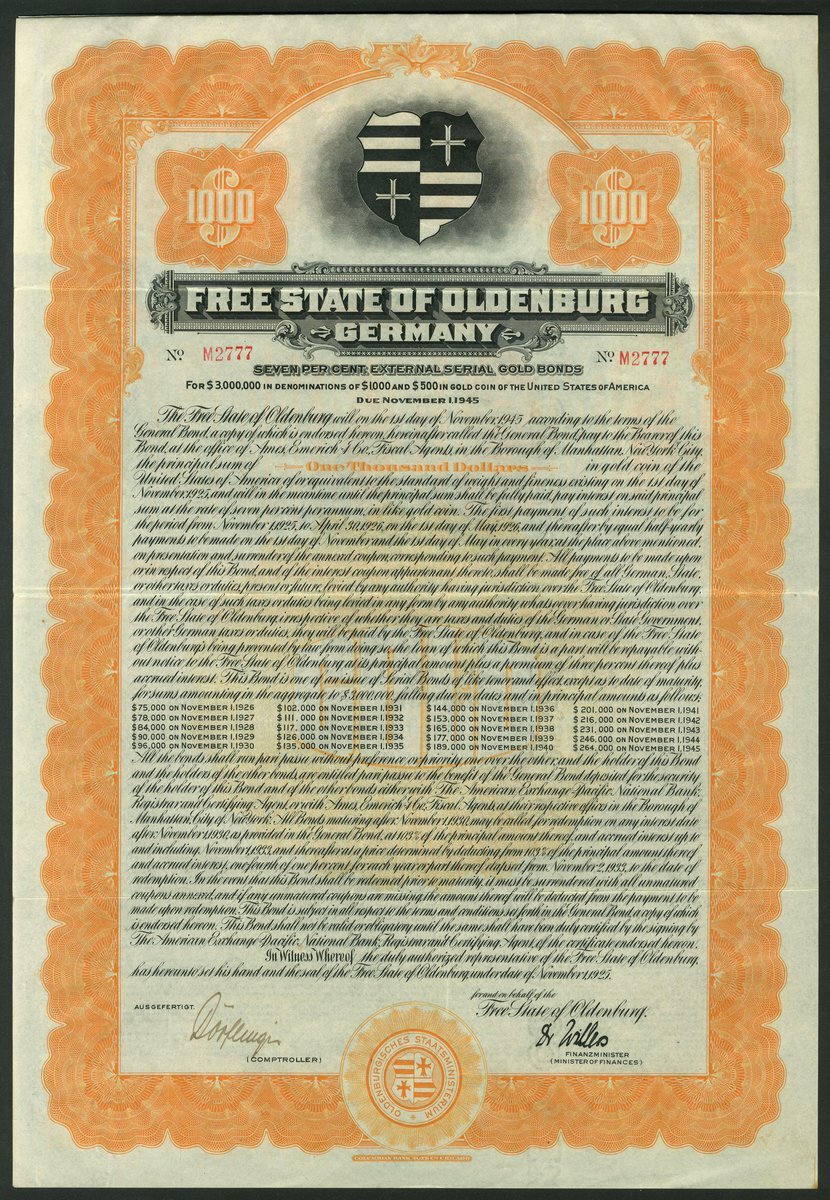 1000
1000
FREE STATE OF OLDENBURG
GERMANY
No M2777
No M2777
SEVEN PER CENT. EXTERNAL SERIAL GOLD BONDS
FOR $3,000,000 IN DENOMINATIONS OF $1000 AND $500 IN GOLD COIN OF THE UNITED STATES OF AMERICA
DUE NOVEMBER 1, 1945
The Free State of Oldenburg will on the 1st day of November, 1945 according to the terms of the
General Bond, a copy of which is endorsed hereon, hereinafter called the General Bond, pay to the Bearer of this
Bond, at the office of Ames, Emerich & Co., Fiscal Agents, in the Borough of Manhattan, New York City,
the principal sum of One Thousand Dollars in gold coin of the
United States of America of or equivalent to the standard of weight and fineness existing on the 1st day of
November 1925, and will in the meantime until the principal sum shall be fully paid, pay interest on said principal
sum at the rate of seven per cent per annum, in like gold coin. The first payment of such interest to be for
the period from November 1, 1925, to April 30, 1926, on the 1st day of May, 1926, and thereafter by equal half-yearly
payments to be made on the 1st day of November and the 1st day of May in every year, at the place above mentioned,
on presentation and surrender of the annexed coupon, corresponding to such payment. All payments to be made upon
or in respect of this Bond, and of the interest coupon appurtenant thereto, shall be made free of all German, State,
or other taxes or duties, present or future, levied by any authority having jurisdiction over the Free State of Oldenburg,
and in the case of such taxes or duties being levied in any form by any authority whatsoever having jurisdiction over
the Free State of Oldenburg, irrespective of whether they are taxes and duties of the German or State Government,
or other German taxes or duties, they will be paid by the Free State of Oldenburg, and in case of the Free State
of Oldenburg's being prevented by law from doing so, the loan of which this Bond is a part will be repayable with-
out notice to the Free State of Oldenburg at its principal amount plus a premium of three per cent thereof plus
accrued interest. This Bond is one of an issue of Serial Bonds of like tenor and effect, except as to date of maturity,
for sums amounting in the aggregate to $3,000,000, falling due on dates and in principal amounts as follows:
$75,000 ON NOVEMBER 1, 1926 $102,000 ON NOVEMBER 1, 1931 $144,000 ON NOVEMBER 1, 1936 $201,000 ON NOVEMBER 1, 1941
$78,000 ON NOVEMBER 1, 1927 $111,000 ON NOVEMBER 1, 1932 $153,000 ON NOVEMBER 1, 1937 $216,000 ON NOVEMBER 1, 1942
$84,000 ON NOVEMBER 1, 1928 $117,000 ON NOVEMBER 1, 1933 $165,000 ON NOVEMBER 1, 1938 $231,000 ON NOVEMBER 1, 1943
$90,000 ON NOVEMBER 1, 1929 $126,000 ON NOVEMBER 1, 1934 $177,000 ON NOVEMBER 1, 1939 $246,000 ON NOVEMBER 1, 1944
$96,000 ON NOVEMBER 1, 1930 $135,000 ON NOVEMBER 1, 1935 $189,000 ON NOVEMBER 1, 1940 $264,000 ON NOVEMBER 1, 1945
All the bonds shall run pari passu without preference or priority one over the other, and the holder of this Bond
and the holders of the other bonds, are entitled pari passu to the benefit of the General Bond deposited for the security
of the holder of this Bond and of the other bonds either with The American Exchange-Pacific National Bank,
Registrar and Certifying Agent, or with Ames, Emerich & Co., Fiscal Agents, at their respective offices in the Borough of
Manhattan, City of New York. All Bonds maturing after November 1, 1930, may be called for redemption on any interest date
after November 1, 1930, as provided in the General Bond, at 103% of the principal amount thereof, and accrued interest up to
and including November 1, 1933, and thereafter at a price determined by deducting from 103% of the principal amount thereof
and accrued interest, one fourth of one per cent for each year or part thereof elapsed from November 2, 1933, to the date of
redemption. In the event that this Bond shall be redeemed prior to maturity, it must be surrendered with all unmatured
coupons annexed, and if any unmatured coupons are missing, the amount thereof will be deducted from the payment to be
made upon redemption. This Bond is subject in all respect to the terms and conditions set forth in the General Bond, a copy of which
is endorsed hereon. This Bond shall not be valid or obligatory until the same shall have been duly certified by the signing by
The American Exchange-Pacific National Bank, Registrar and Certifying Agent, of the certificate endorsed hereon.
In Witness Whereof the duly authorized representative of the Free State of Oldenburg,
has hereunto set his hand and the seal of the Free State of Oldenburg, under date of November 1, 1925.
AUSGEFERTIGT.
(COMPTROLLER)
for and on behalf of the
Free State of Oldenburg.
Dr Willers
FINANZMINISTER
(MINISTER OF FINANCES)
OLDENBURGISCHES STAATSMINISTERIUM
COLUMBIAN BANK NOTE CO. CHICAGO